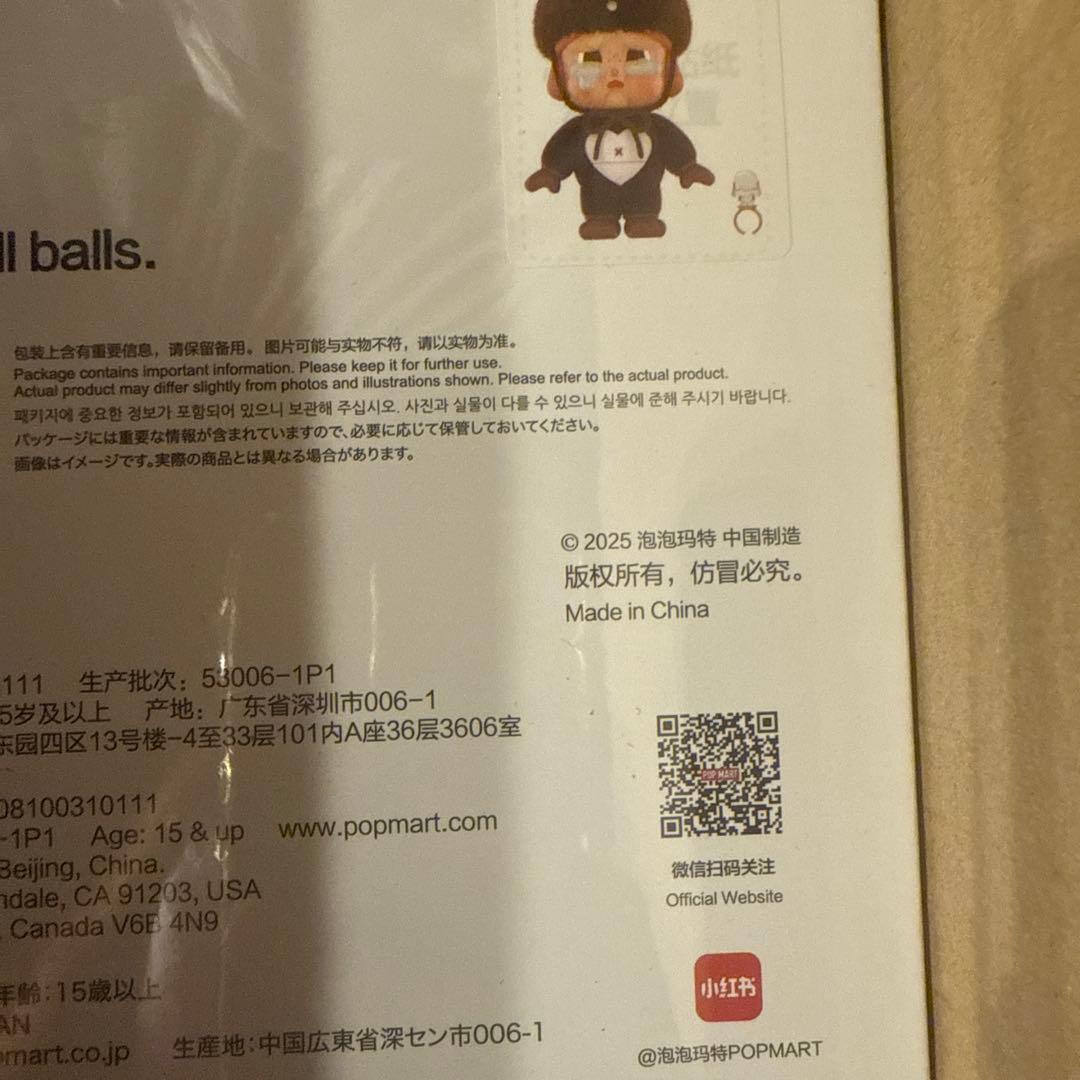 ll balls.
包装上含有重要信息，请保留备用。图片可能与实物不符，请以实物为准。
Package contains important information. Please keep it for further use.
Actual product may differ slightly from photos and illustrations shown. Please refer to the actual product.
패키지에 중요한 정보가 포함되어 있으니 보관해 주십시오. 사진과 실물이 다를 수 있으니 실물에 준해 주시기 바랍니다.
パッケージには重要な情報が含まれていますので、必要に応じて保管しておいてください。
画像はイメージです。実際の商品とは異なる場合があります。
© 2025 泡泡玛特 中国制造
版权所有，仿冒必究。
Made in China
111 生产批次：53006-1P1
5岁及以上 产地：广东省深圳市006-1
东园四区13号楼-4至33层101内A座36层3606室
08100310111
-1P1 Age: 15 & up www.popmart.com
Beijing, China.
ndale, CA 91203, USA
, Canada V6B 4N9
年齢：15歳以上
AN
pmart.co.jp 生産地：中国広東省深セン市006-1
POP MART
微信扫码关注
Official Website
小红书
@泡泡玛特POPMART